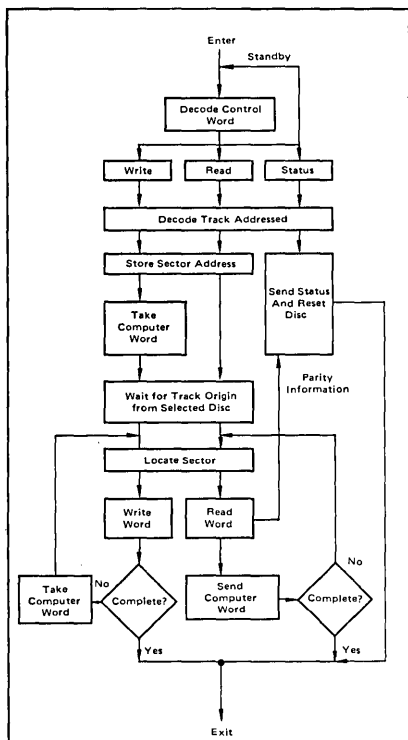 Enter
Standby
Decode Control
Word
Write
Read
Status
Decode Track Addressed
Store Sector Address
Send Status
And Reset
Disc
Take
Computer
Word
Parity
Information
Wait for Track Origin
from Selected Disc
Locate Sector
Write
Word
Read
Word
Take
Computer
Word
No
Complete?
Send
Computer
Word
Complete?
No
Yes
Yes
Exit